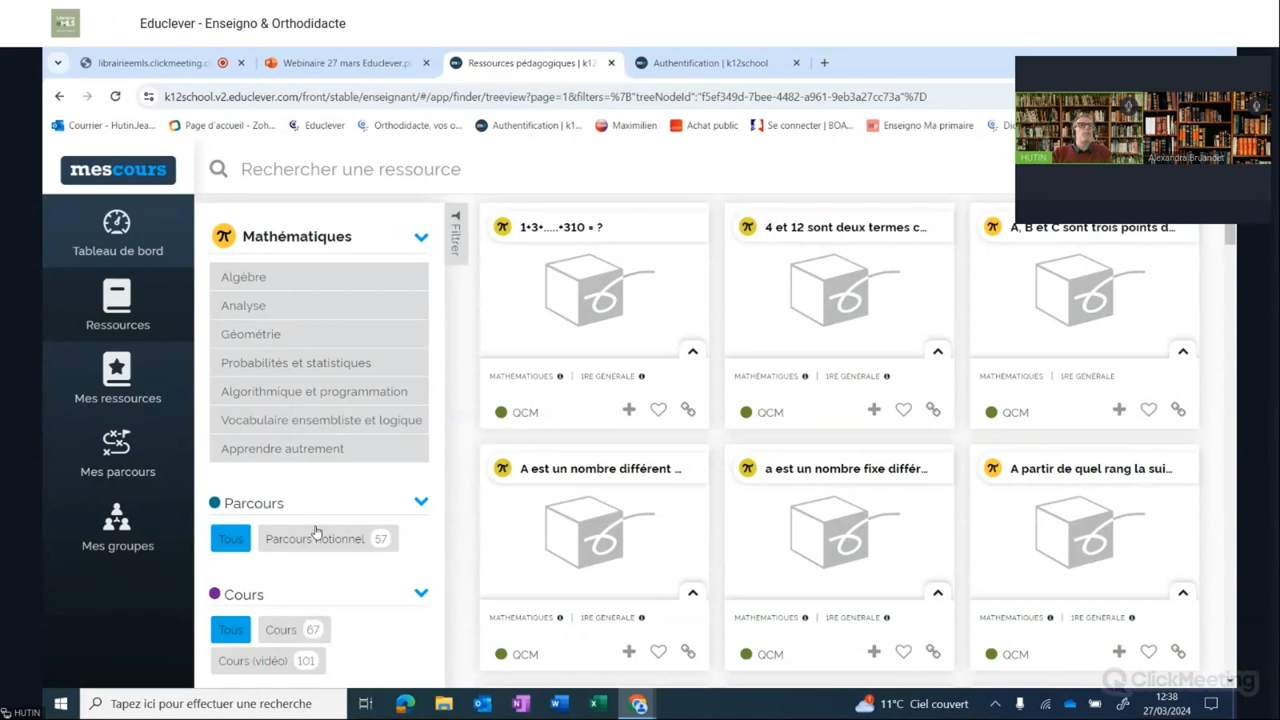 Educlever - Enseigno & Orthodidacte
librairieemls.clickmeeting.c
Webinaire 27 mars Educlever.p
Ressources pédagogiques | k12
Authentification | k12school
k12school.v2.educlever.com/front/stable/enseignant/#/app/finder/treeview?page=1&filters=%7B"treeNodeId":"f5ef349d-7bee-4482-a961-9eb3a27cc73a"%7D
Courrier - HutinJea...
Page d'accueil - Zoh...
Educlever
Orthodidacte, vos o...
Authentification | k1...
Maximilien
Achat public
Se connecter | BOA...
Enseigno Ma primaire
HUTIN
Alexandra Bruandet
mescours
Rechercher une ressource
Tableau de bord
Ressources
Mes ressources
Mes parcours
Mes groupes
Mathématiques
Algèbre
Analyse
Géométrie
Probabilités et statistiques
Algorithmique et programmation
Vocabulaire ensembliste et logique
Apprendre autrement
Parcours
Tous
Parcours notionnel 57
Cours
Tous
Cours 67
Cours (vidéo) 101
Filtrer
1+3+.....+310 = ?
MATHÉMATIQUES | 1RE GÉNÉRALE
QCM
4 et 12 sont deux termes c...
MATHÉMATIQUES | 1RE GÉNÉRALE
QCM
A, B et C sont trois points d...
MATHÉMATIQUES | 1RE GÉNÉRALE
QCM
A est un nombre différent ...
MATHÉMATIQUES | 1RE GÉNÉRALE
QCM
a est un nombre fixe différ...
MATHÉMATIQUES | 1RE GÉNÉRALE
QCM
A partir de quel rang la sui...
MATHÉMATIQUES | 1RE GÉNÉRALE
QCM
ClickMeeting
Tapez ici pour effectuer une recherche
11°C Ciel couvert
12:38
27/03/2024
HUTIN